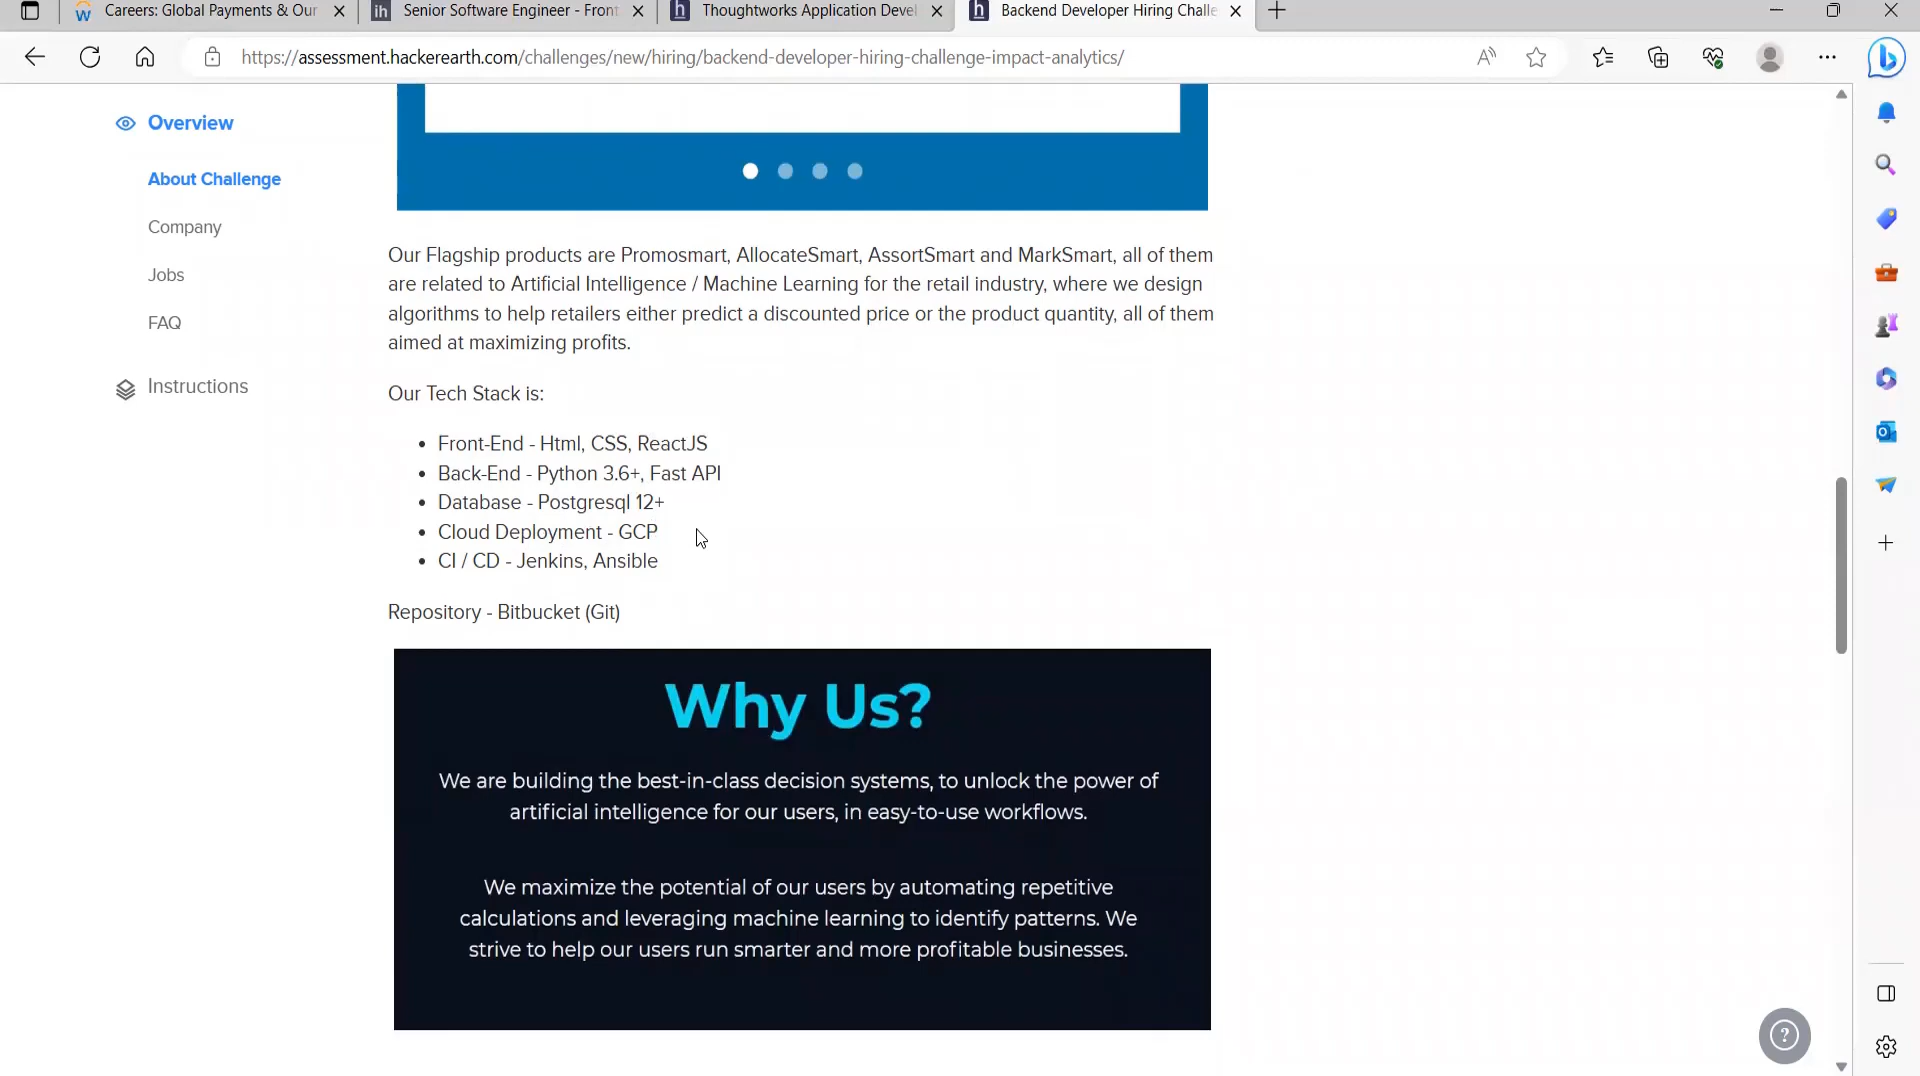 Careers: Global Payments & Our
Senior Software Engineer - Front
Thoughtworks Application Devel
Backend Developer Hiring Challe
https://assessment.hackerearth.com/challenges/new/hiring/backend-developer-hiring-challenge-impact-analytics/
Overview
About Challenge
Company
Jobs
FAQ
Instructions
Our Flagship products are Promosmart, AllocateSmart, AssortSmart and MarkSmart, all of them
are related to Artificial Intelligence / Machine Learning for the retail industry, where we design
algorithms to help retailers either predict a discounted price or the product quantity, all of them
aimed at maximizing profits.
Our Tech Stack is:
• Front-End - Html, CSS, ReactJS
• Back-End - Python 3.6+, Fast API
• Database - Postgresql 12+
• Cloud Deployment - GCP
• CI / CD - Jenkins, Ansible
Repository - Bitbucket (Git)
Why Us?
We are building the best-in-class decision systems, to unlock the power of
artificial intelligence for our users, in easy-to-use workflows.
We maximize the potential of our users by automating repetitive
calculations and leveraging machine learning to identify patterns. We
strive to help our users run smarter and more profitable businesses.